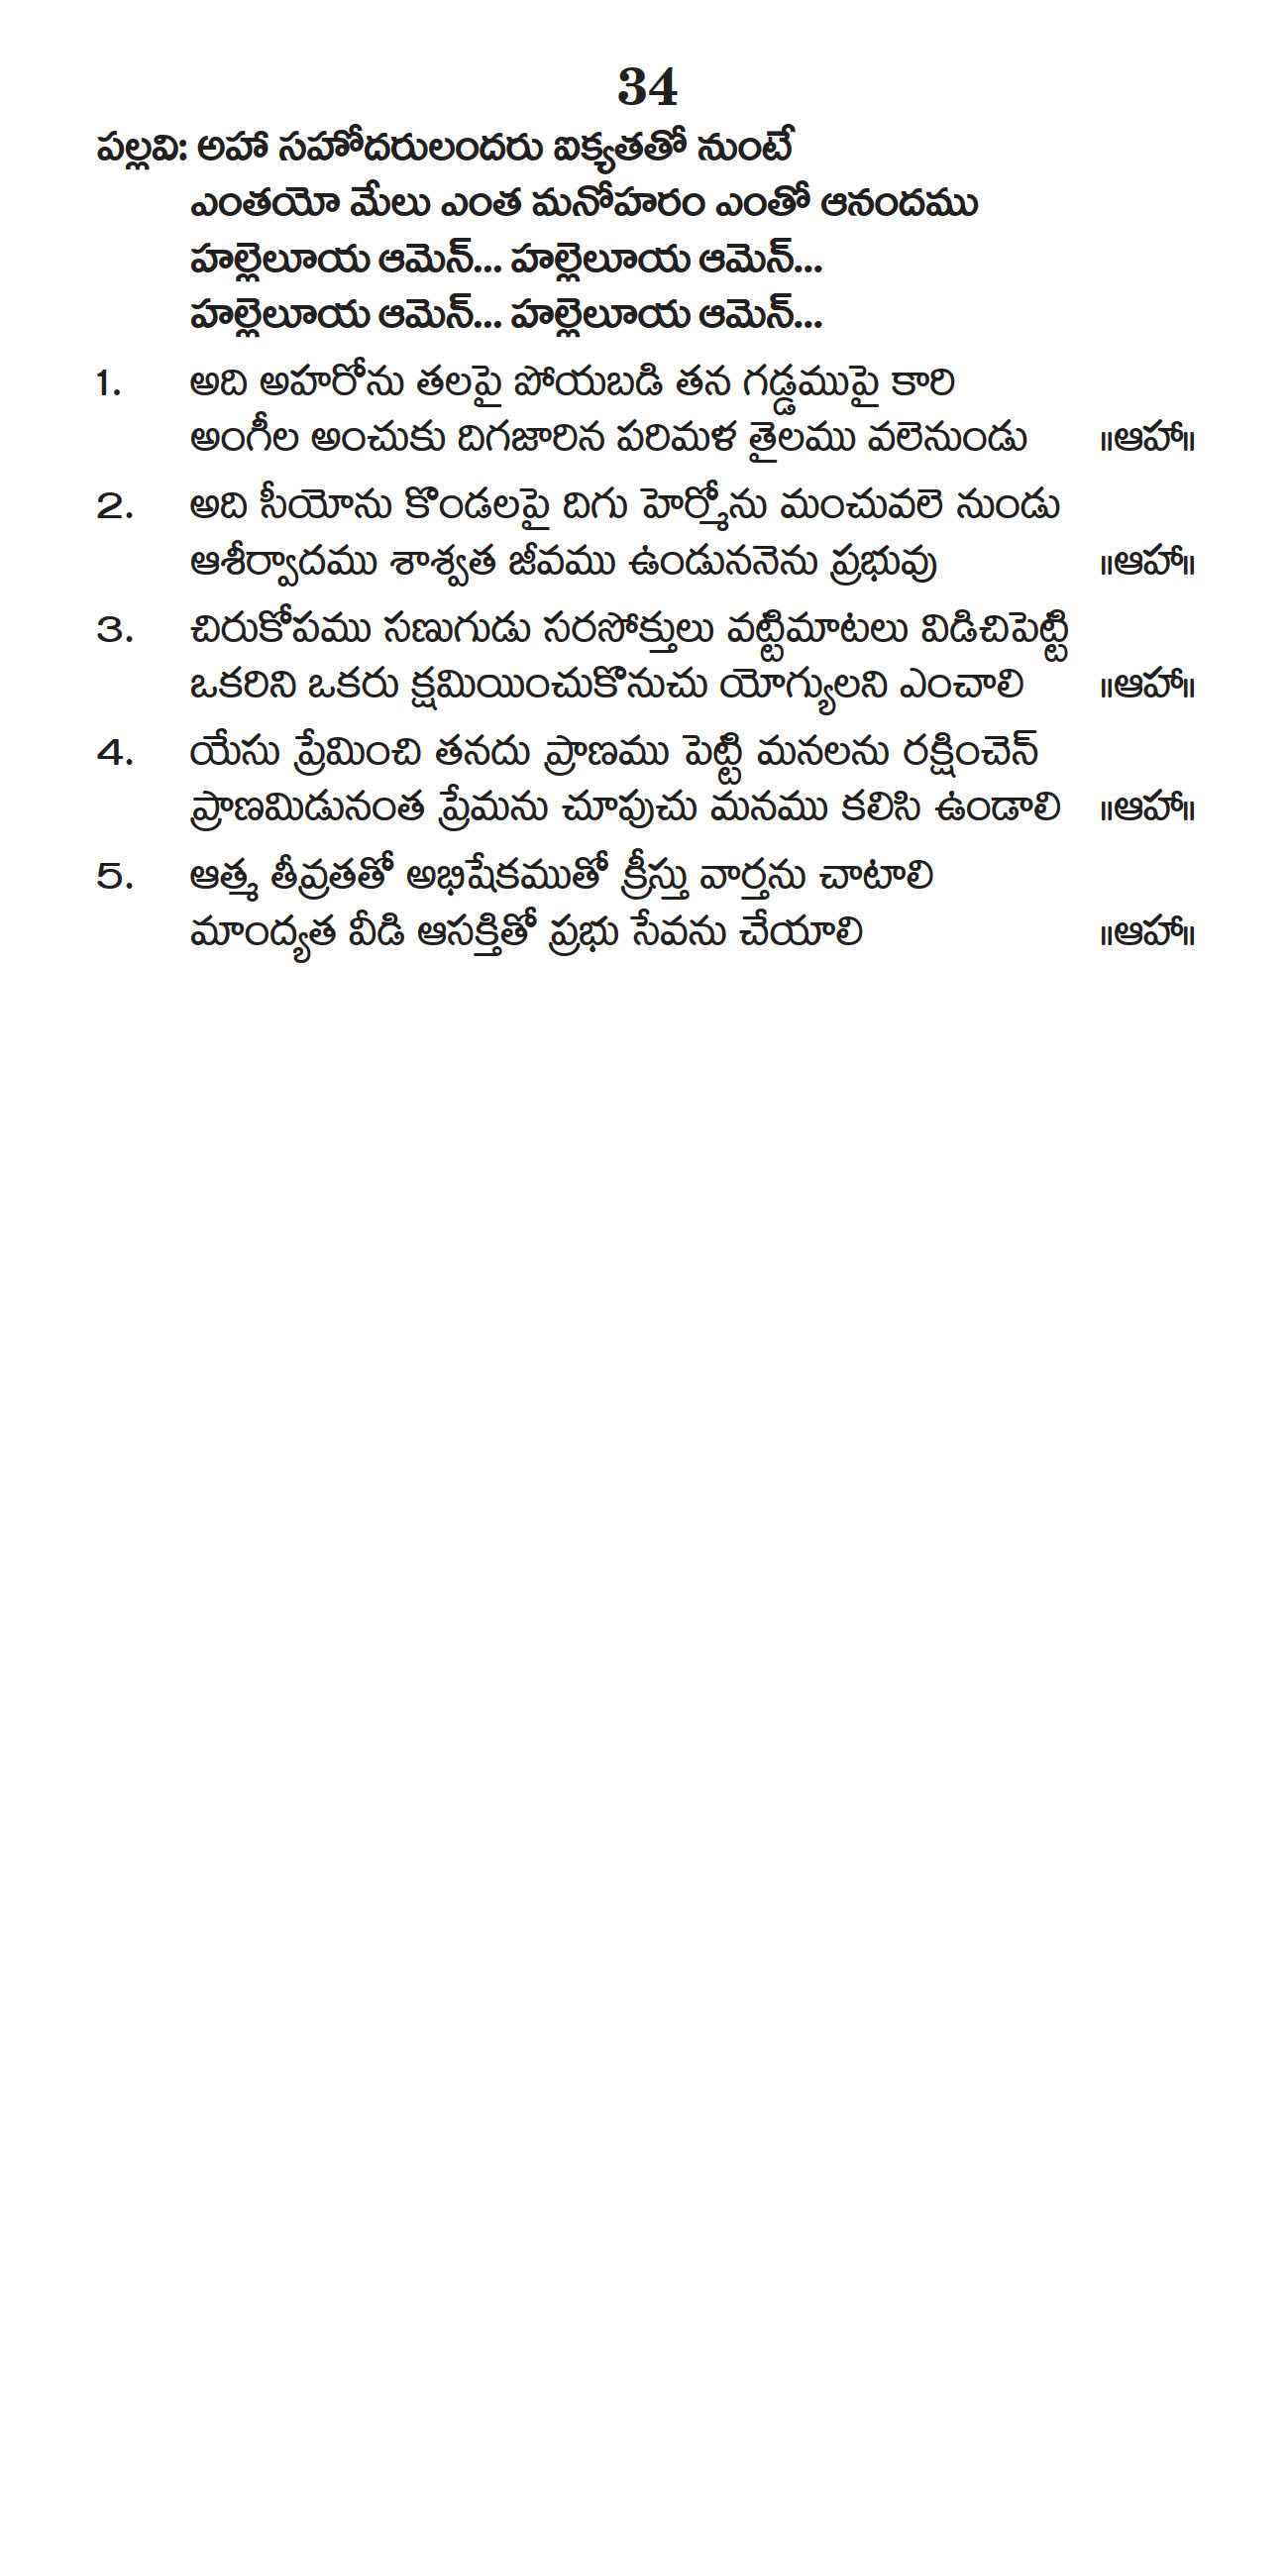 34
పల్లవి: అహా సహోదరులందరు ఐక్యతతో నుంటే
ఎంతయో మేలు ఎంత మనోహరం ఎంతో ఆనందము
హల్లెలూయ ఆమెన్... హల్లెలూయ ఆమెన్...
హల్లెలూయ ఆమెన్... హల్లెలూయ ఆమెన్...
1. అది అహరోను తలపై పోయబడి తన గడ్డముపై కారి
అంగీల అంచుకు దిగజారిన పరిమళ తైలము వలెనుండు ॥ఆహా॥
2. అది సీయోను కొండలపై దిగు హెర్మోను మంచువలె నుండు
ఆశీర్వాదము శాశ్వత జీవము ఉండుననెను ప్రభువు ॥ఆహా॥
3. చిరుకోపము సణుగుడు సరసోక్తులు వట్టిమాటలు విడిచిపెట్టి
ఒకరిని ఒకరు క్షమియించుకొనుచు యోగ్యులని ఎంచాలి ॥ఆహా॥
4. యేసు ప్రేమించి తనదు ప్రాణము పెట్టి మనలను రక్షించెన్
ప్రాణమిడునంత ప్రేమను చూపుచు మనము కలిసి ఉండాలి ॥ఆహా॥
5. ఆత్మ తీవ్రతతో అభిషేకముతో క్రీస్తు వార్తను చాటాలి
మాంద్యత వీడి ఆసక్తితో ప్రభు సేవను చేయాలి ॥ఆహా॥